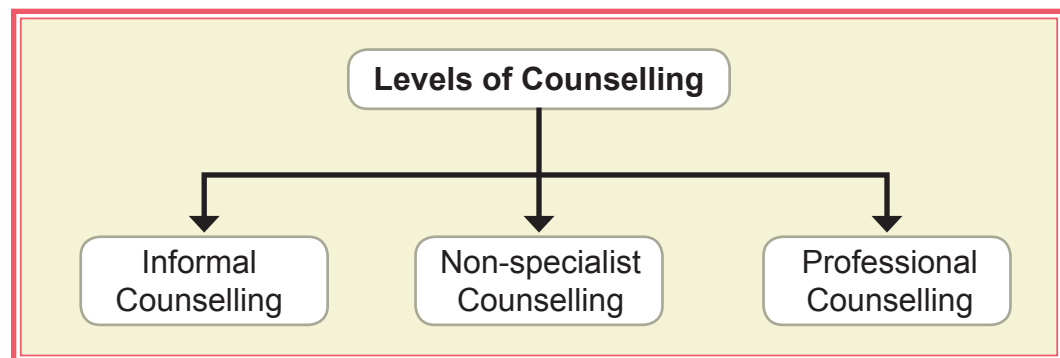 Levels of Counselling
Informal
Counselling
Non-specialist
Counselling
Professional
Counselling